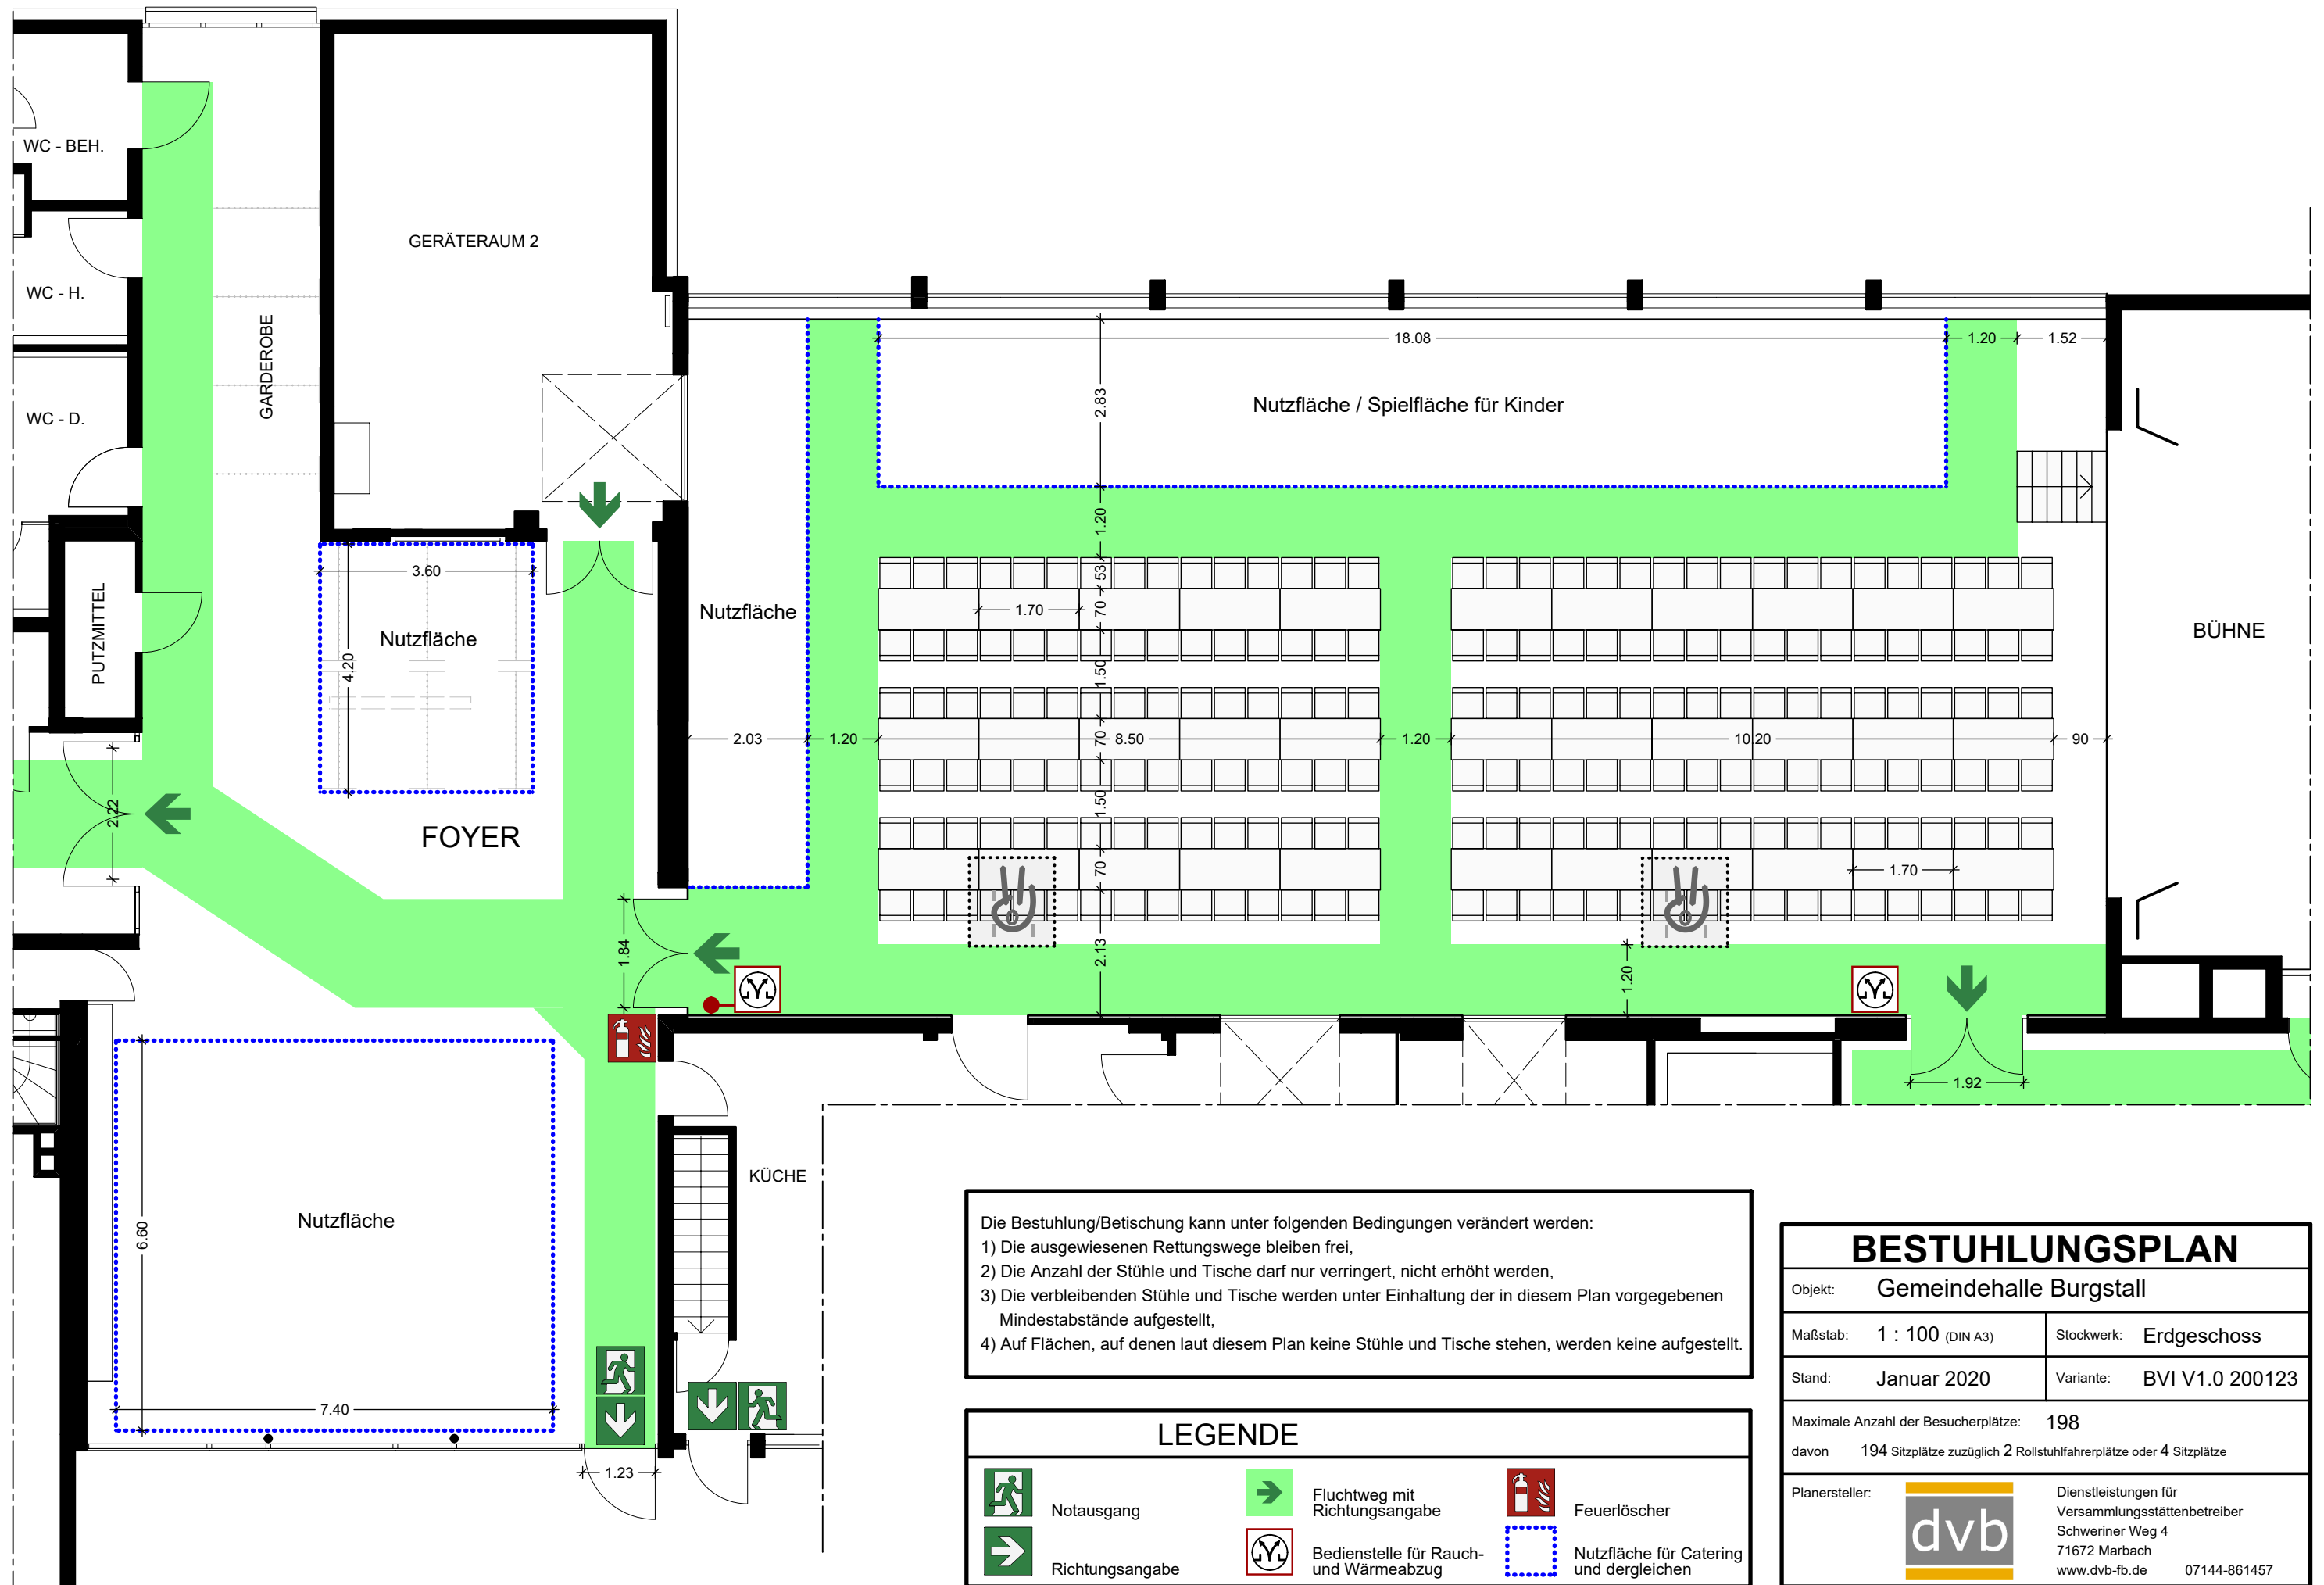 WC - BEH.
WC - H.
WC - D.
GARDEROBE
GERÄTERAUM 2
PUTZMITTEL
3.60
4.20
Nutzfläche
2.22
FOYER
1.84
18.08
1.20
1.52
2.83
Nutzfläche / Spielfläche für Kinder
1.20
53
70
1.70
1.50
Nutzfläche
BÜHNE
2.03
1.20
8.50
70
1.20
10.20
90
1.50
70
1.70
2.13
1.20
1.92
KÜCHE
6.60
Nutzfläche
7.40
1.23
Die Bestuhlung/Betischung kann unter folgenden Bedingungen verändert werden:
1) Die ausgewiesenen Rettungswege bleiben frei,
2) Die Anzahl der Stühle und Tische darf nur verringert, nicht erhöht werden,
3) Die verbleibenden Stühle und Tische werden unter Einhaltung der in diesem Plan vorgegebenen
Mindestabstände aufgestellt,
4) Auf Flächen, auf denen laut diesem Plan keine Stühle und Tische stehen, werden keine aufgestellt.
LEGENDE
Notausgang
Fluchtweg mit
Richtungsangabe
Feuerlöscher
Richtungsangabe
Bedienstelle für Rauch-
und Wärmeabzug
Nutzfläche für Catering
und dergleichen
BESTUHLUNGSPLAN
Objekt: Gemeindehalle Burgstall
Maßstab: 1 : 100 (DIN A3)
Stockwerk: Erdgeschoss
Stand: Januar 2020
Variante: BVI V1.0 200123
Maximale Anzahl der Besucherplätze: 198
davon 194 Sitzplätze zuzüglich 2 Rollstuhlfahrerplätze oder 4 Sitzplätze
Planersteller:
dvb
Dienstleistungen für
Versammlungsstättenbetreiber
Schweriner Weg 4
71672 Marbach
www.dvb-fb.de 07144-861457